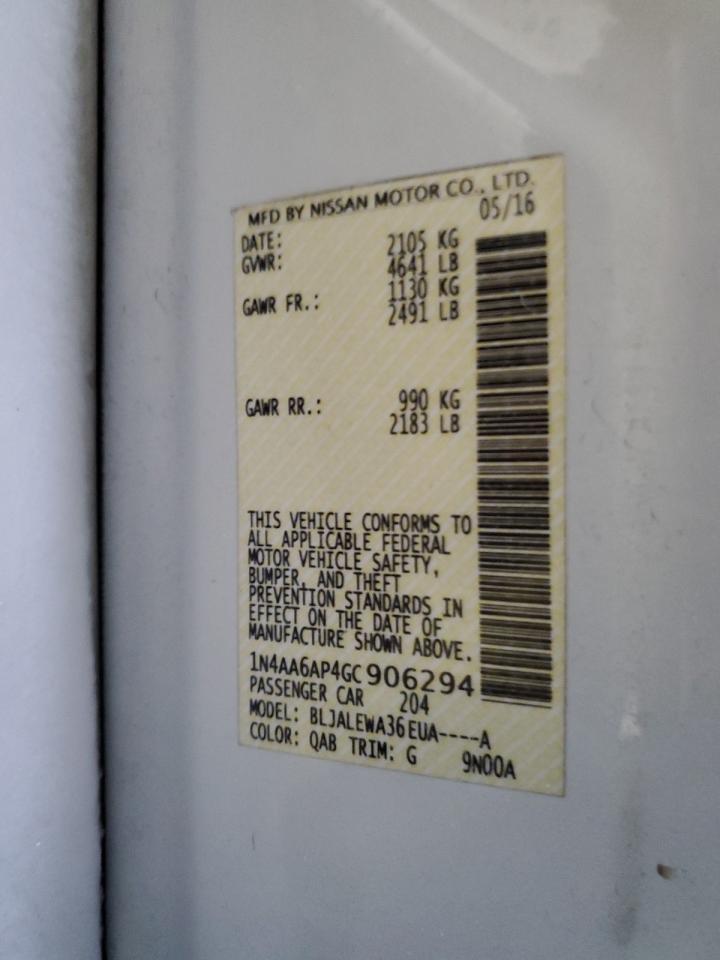 MFD BY NISSAN MOTOR CO., LTD.
DATE: 05/16
GVWR: 2105 KG
4641 LB
GAWR FR.: 1130 KG
2491 LB
GAWR RR.: 990 KG
2183 LB
THIS VEHICLE CONFORMS TO
ALL APPLICABLE FEDERAL
MOTOR VEHICLE SAFETY,
BUMPER, AND THEFT
PREVENTION STANDARDS IN
EFFECT ON THE DATE OF
MANUFACTURE SHOWN ABOVE.
1N4AA6AP4GC906294
PASSENGER CAR 204
MODEL: BLJALEWA36EUA----A
COLOR: QAB TRIM: G 9N00A